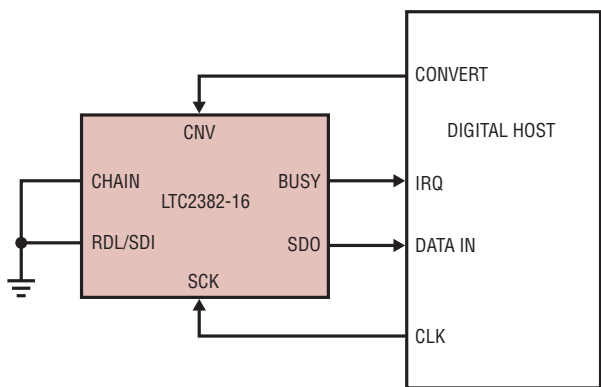 CONVERT
CNV
DIGITAL HOST
CHAIN
BUSY
IRQ
LTC2382-16
RDL/SDI
SDO
DATA IN
SCK
CLK